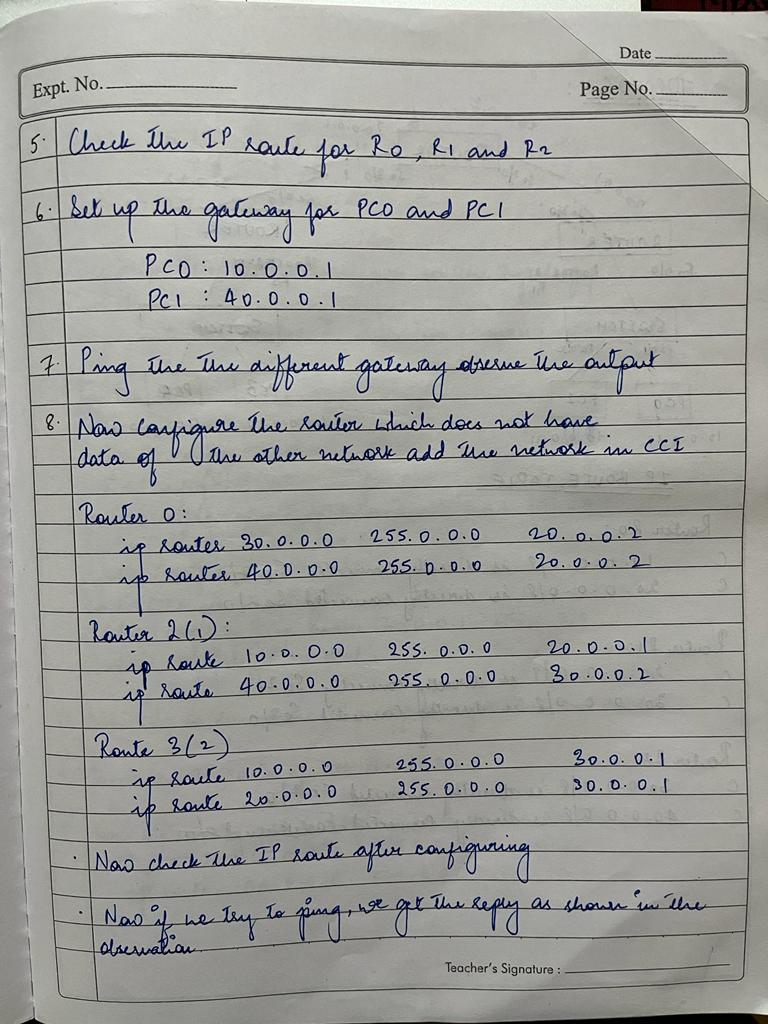 Date
Expt. No.
Page No.
5. Check the IP route for R0, R1 and R2
6. Set up the gateway for PC0 and PC1
PC0 : 10.0.0.1
PC1 : 40.0.0.1
7. Ping the the different gateway observe the output
8. Now configure the router which does not have
data of the other network add the network in CCI
Router 0:
ip router 30.0.0.0 255.0.0.0 20.0.0.2
ip router 40.0.0.0 255.0.0.0 20.0.0.2
Router 2(1):
ip route 10.0.0.0 255.0.0.0 20.0.0.1
ip route 40.0.0.0 255.0.0.0 30.0.0.2
Route 3(2)
ip route 10.0.0.0 255.0.0.0 30.0.0.1
ip route 20.0.0.0 255.0.0.0 30.0.0.1
· Now check the IP route after configuring
· Now if we try to ping, we get the reply as shown in the
observation
Teacher's Signature :